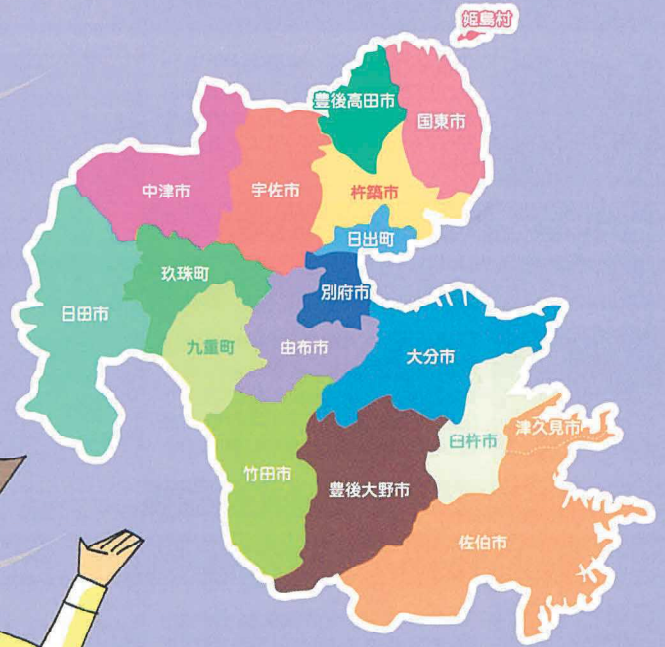 姫島村
豊後高田市
国東市
中津市
宇佐市
杵築市
日出町
玖珠町
別府市
日田市
九重町
由布市
大分市
津久見市
臼杵市
竹田市
豊後大野市
佐伯市